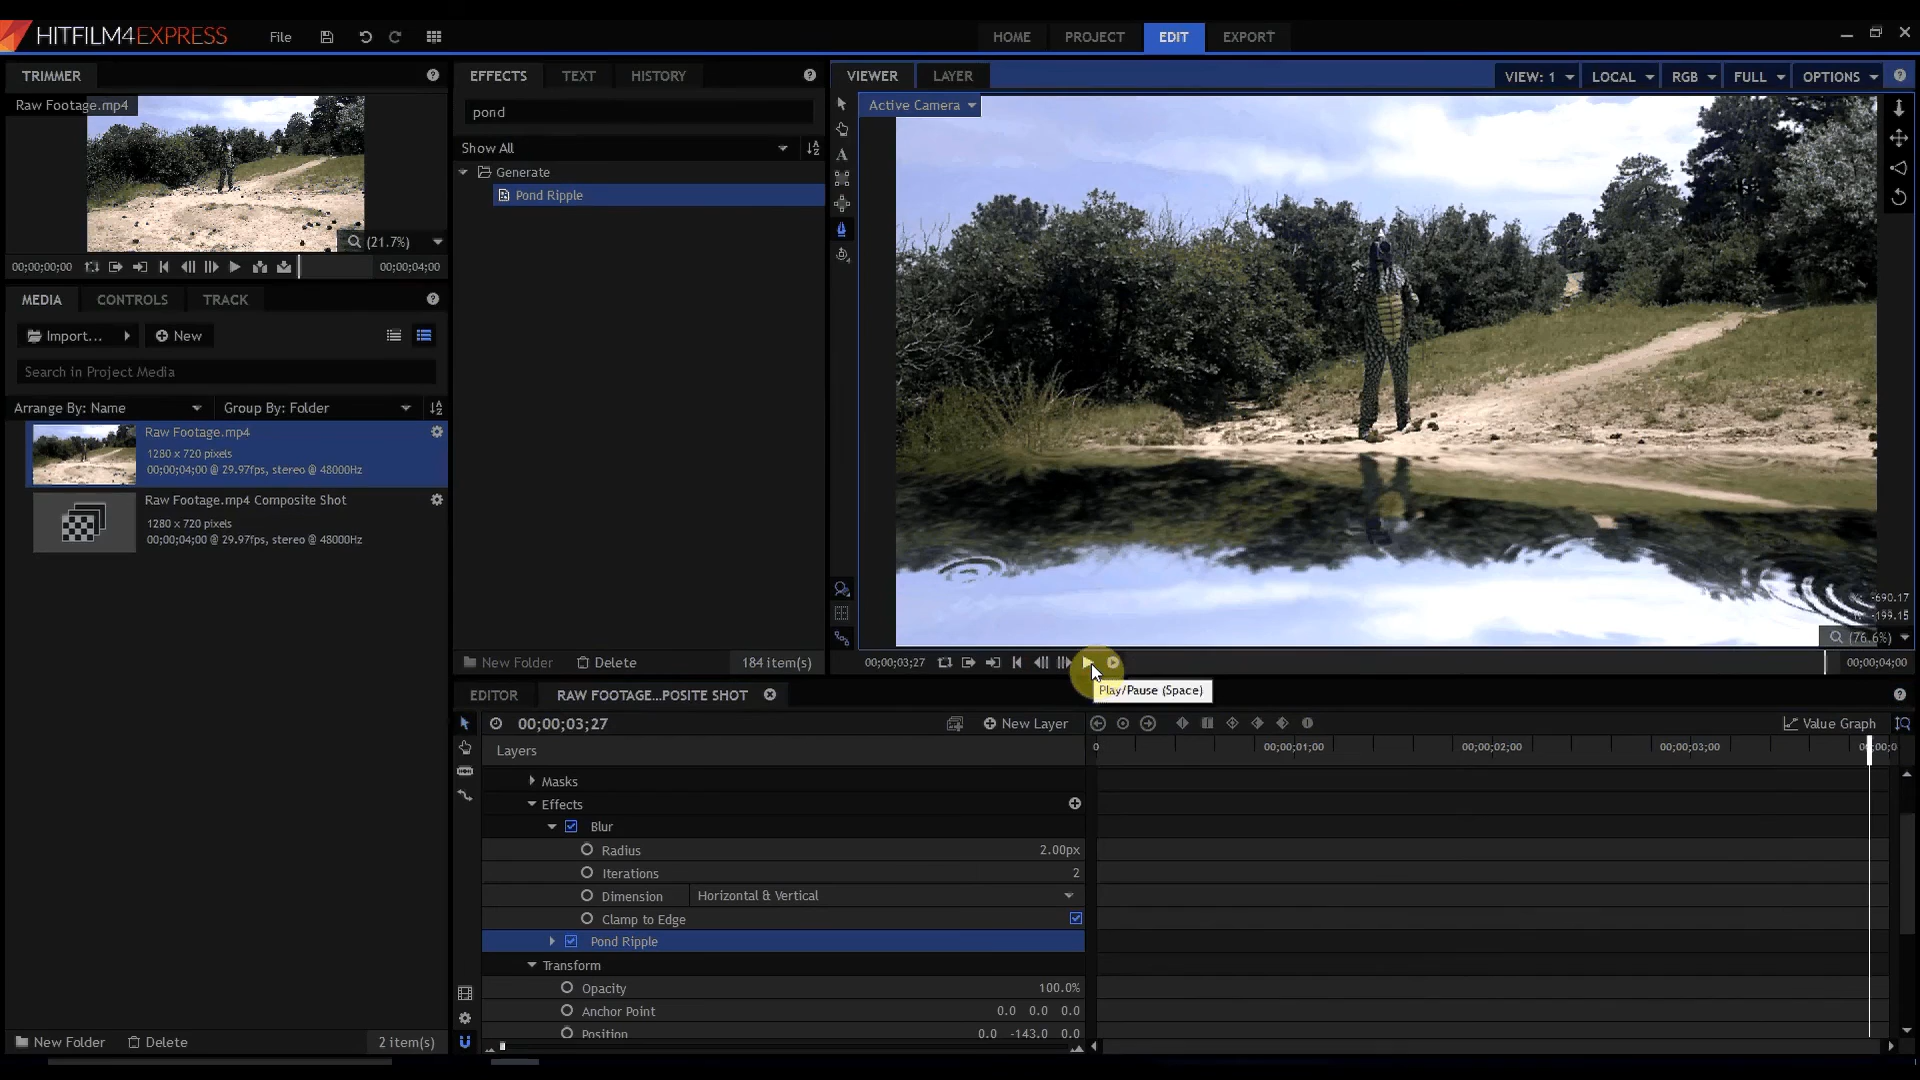 HITFILM4EXPRESS File HOME PROJECT EDIT EXPORT
TRIMMER
Raw Footage.mp4
(21.7%)
00;00;00;00 00;00;04;00
MEDIA CONTROLS TRACK
Import... New
Search in Project Media
Arrange By: Name Group By: Folder
Raw Footage.mp4
1280 x 720 pixels
00;00;04;00 @ 29.97fps, stereo @ 48000Hz
Raw Footage.mp4 Composite Shot
1280 x 720 pixels
00;00;04;00 @ 29.97fps, stereo @ 48000Hz
New Folder Delete 2 item(s)
EFFECTS TEXT HISTORY
pond
Show All
Generate
Pond Ripple
New Folder Delete 184 item(s)
VIEWER LAYER VIEW: 1 LOCAL RGB FULL OPTIONS
Active Camera
-690.17
-199.15
(76.6%)
00;00;03;27 00;00;04;00
Play/Pause (Space)
EDITOR RAW FOOTAGE...POSITE SHOT
00;00;03;27 New Layer Value Graph
Layers 0 00;00;01;00 00;00;02;00 00;00;03;00
Masks
Effects
Blur
Radius 2.00px
Iterations 2
Dimension Horizontal & Vertical
Clamp to Edge
Pond Ripple
Transform
Opacity 100.0%
Anchor Point 0.0 0.0 0.0
Position 0.0 -143.0 0.0